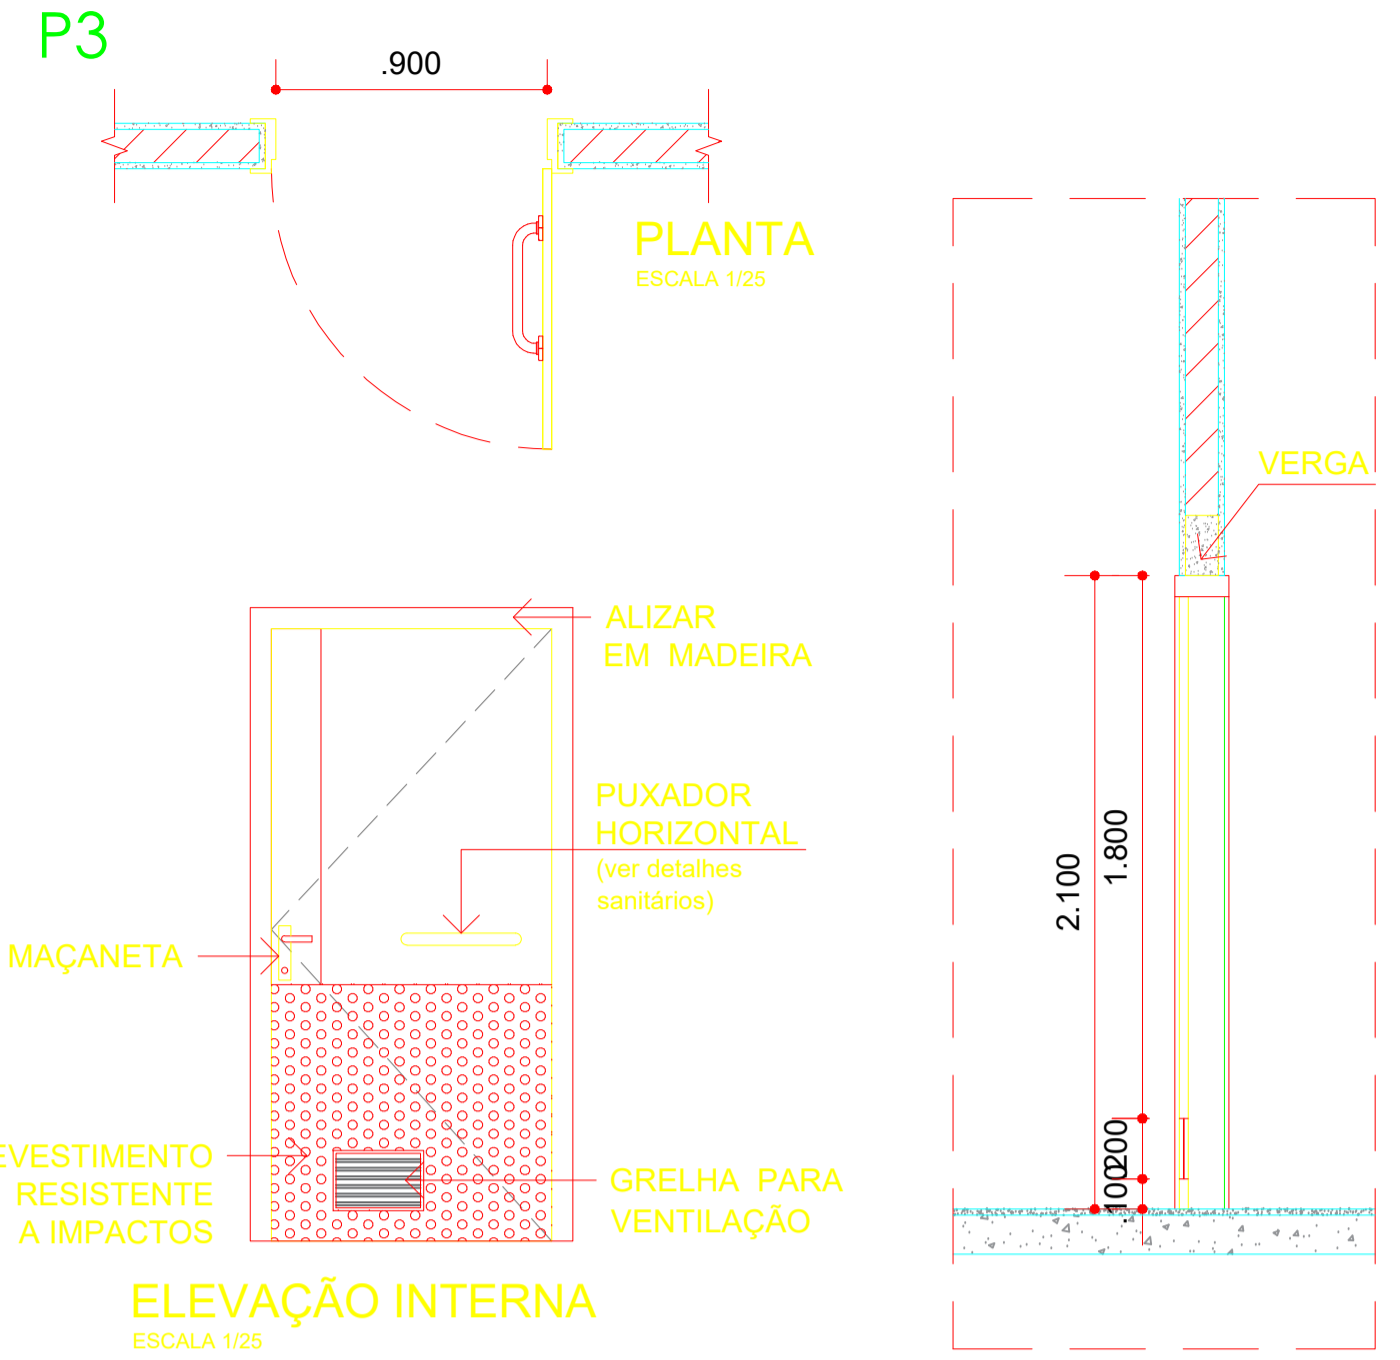 P3
.900
PLANTA
ESCALA 1/25
VERGA
ALIZAR
EM MADEIRA
PUXADOR
HORIZONTAL
(ver detalhes
sanitários)
MAÇANETA
2.100
1.800
.200
.100
EVESTIMENTO
RESISTENTE
A IMPACTOS
GRELHA PARA
VENTILAÇÃO
ELEVAÇÃO INTERNA
ESCALA 1/25